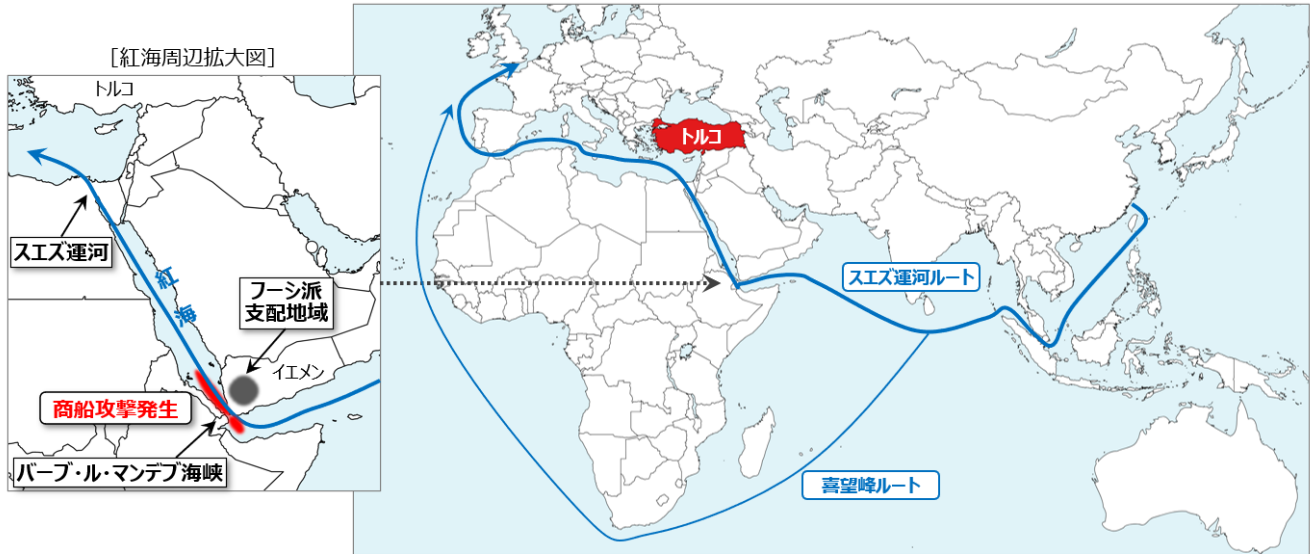 [紅海周辺拡大図]
トルコ
スエズ運河
紅海
フーシ派
支配地域
イエメン
商船攻撃発生
バーブ・ル・マンデブ海峡
トルコ
スエズ運河ルート
喜望峰ルート